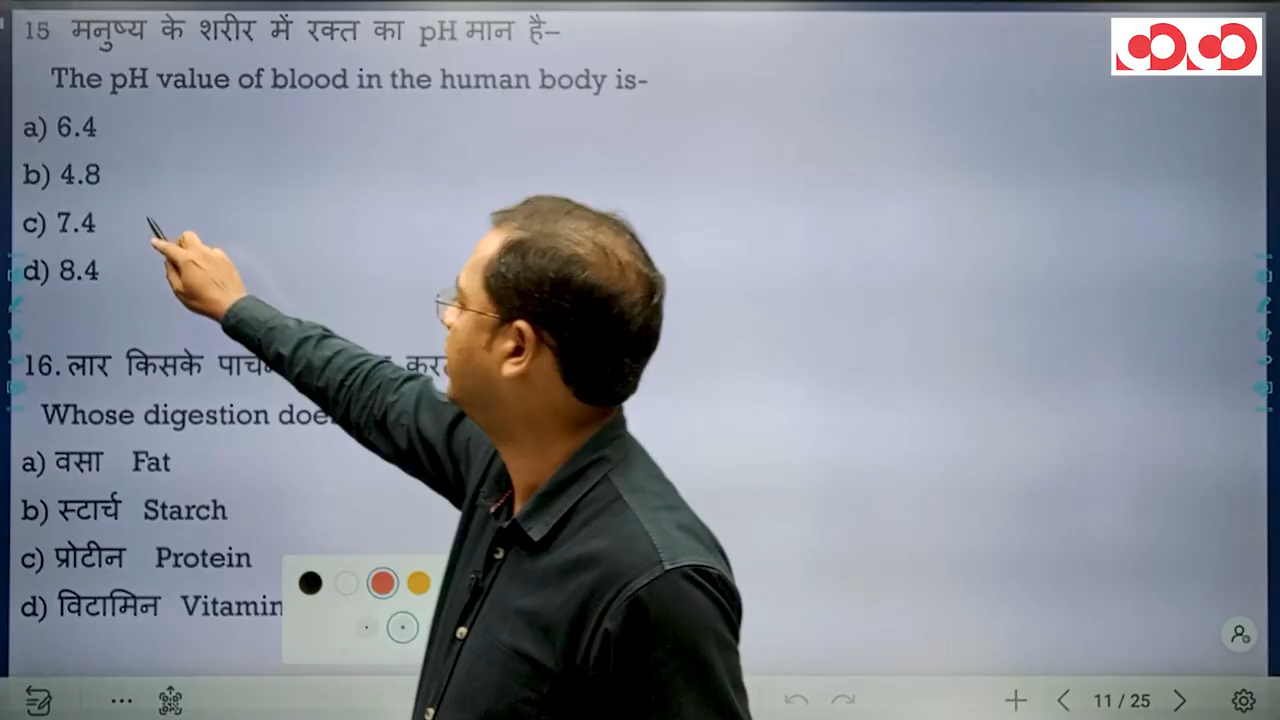 15 मनुष्य के शरीर में रक्त का pH मान है–
The pH value of blood in the human body is-
a) 6.4
b) 4.8
c) 7.4
d) 8.4
16. लार किसके
Whose digestion
a) वसा Fat
b) स्टार्च Starch
c) प्रोटीन Protein
d) विटामिन Vitamin
11 / 25